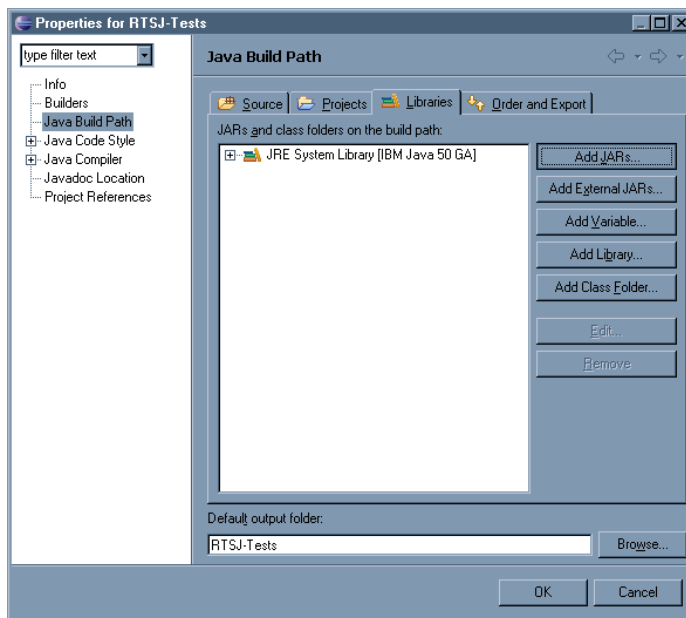 Properties for RTSJ-Tests
type filter text
Java Build Path
Info
Builders
Java Build Path
Java Code Style
Java Compiler
Javadoc Location
Project References
Source
Projects
Libraries
Order and Export
JARs and class folders on the build path:
JRE System Library [IBM Java 50 GA]
Add JARs...
Add External JARs...
Add Variable...
Add Library...
Add Class Folder...
Edit...
Remove
Default output folder:
RTSJ-Tests
Browse...
OK
Cancel